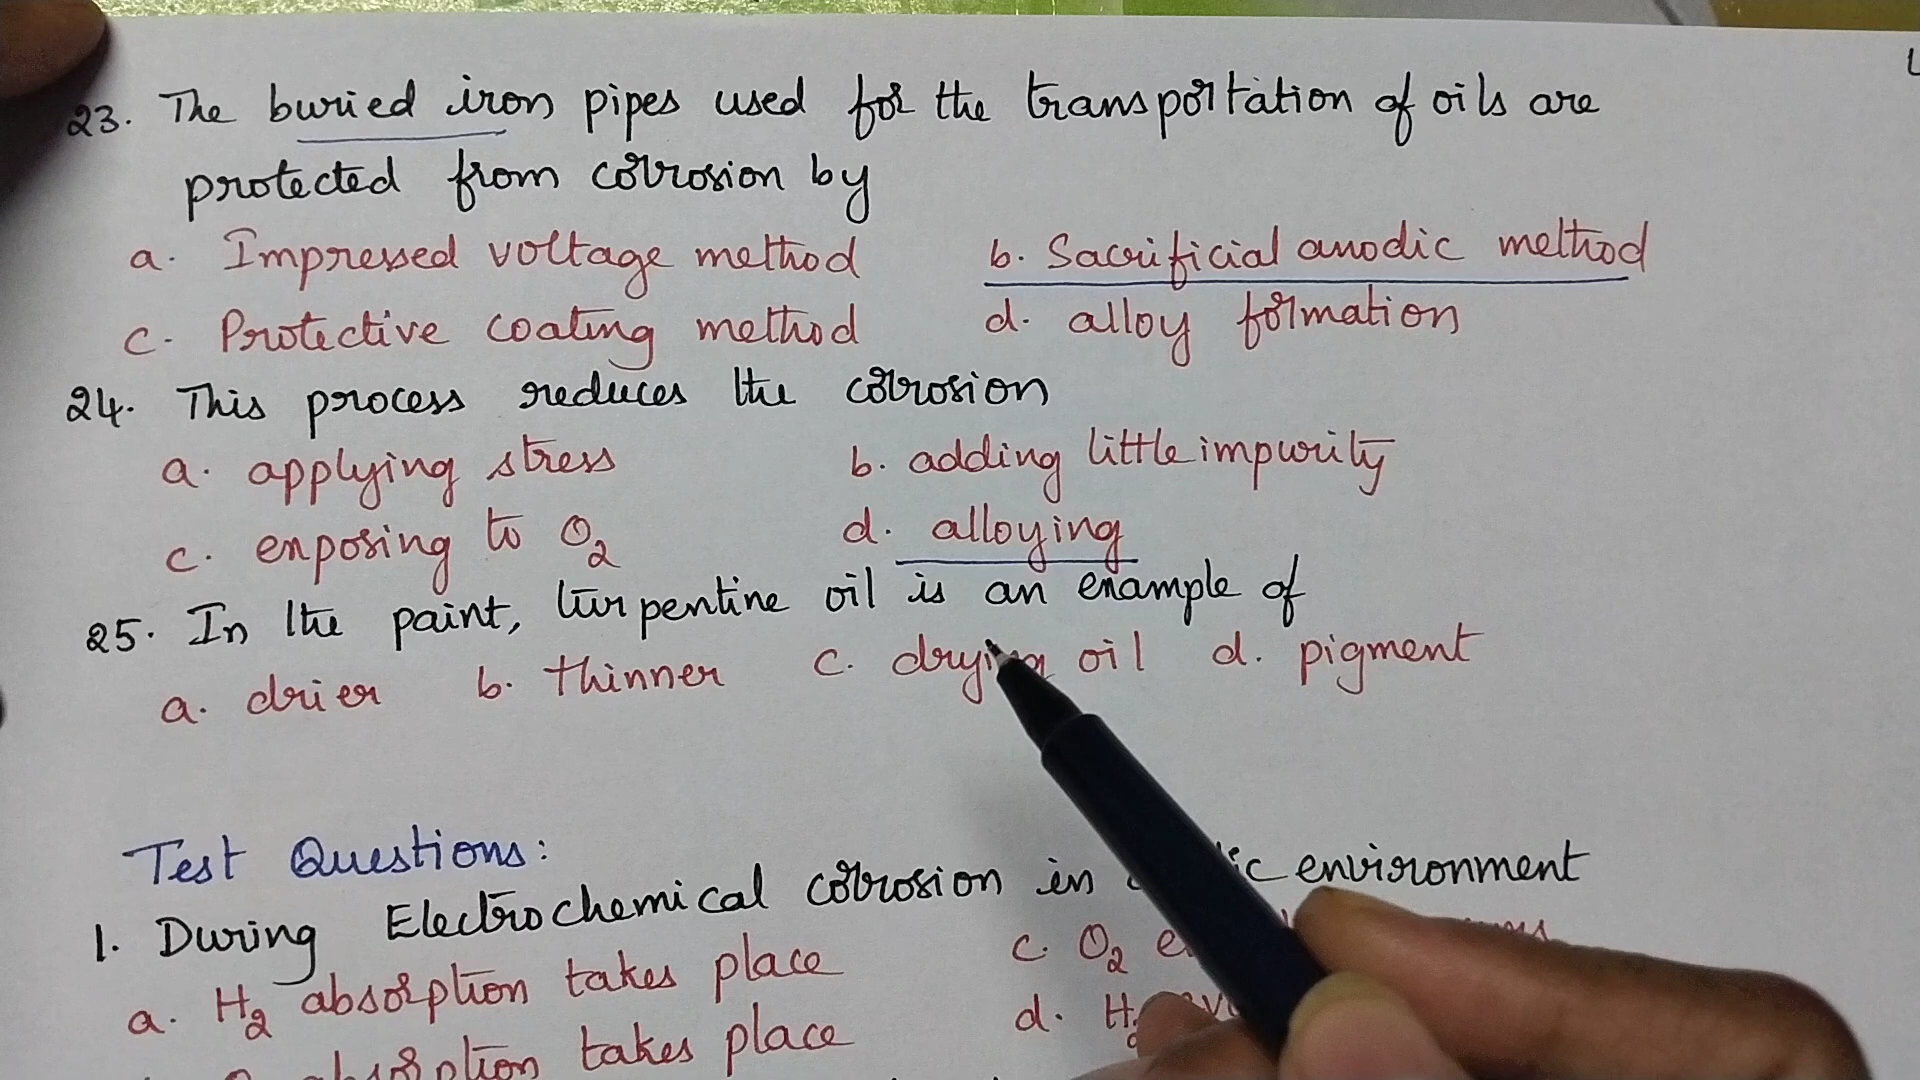 23. The buried iron pipes used for the transportation of oils are
protected from corrosion by
a. Impressed voltage method b. Sacrificial anodic method
c. Protective coating method d. alloy formation
24. This process reduces the corrosion
a. applying stress b. adding little impurity
c. exposing to O2 d. alloying
25. In the paint, turpentine oil is an example of
a. drier b. thinner c. drying oil d. pigment
Test Questions:
1. During Electrochemical corrosion in environment
a. H2 absorption takes place c. O2
takes place d.